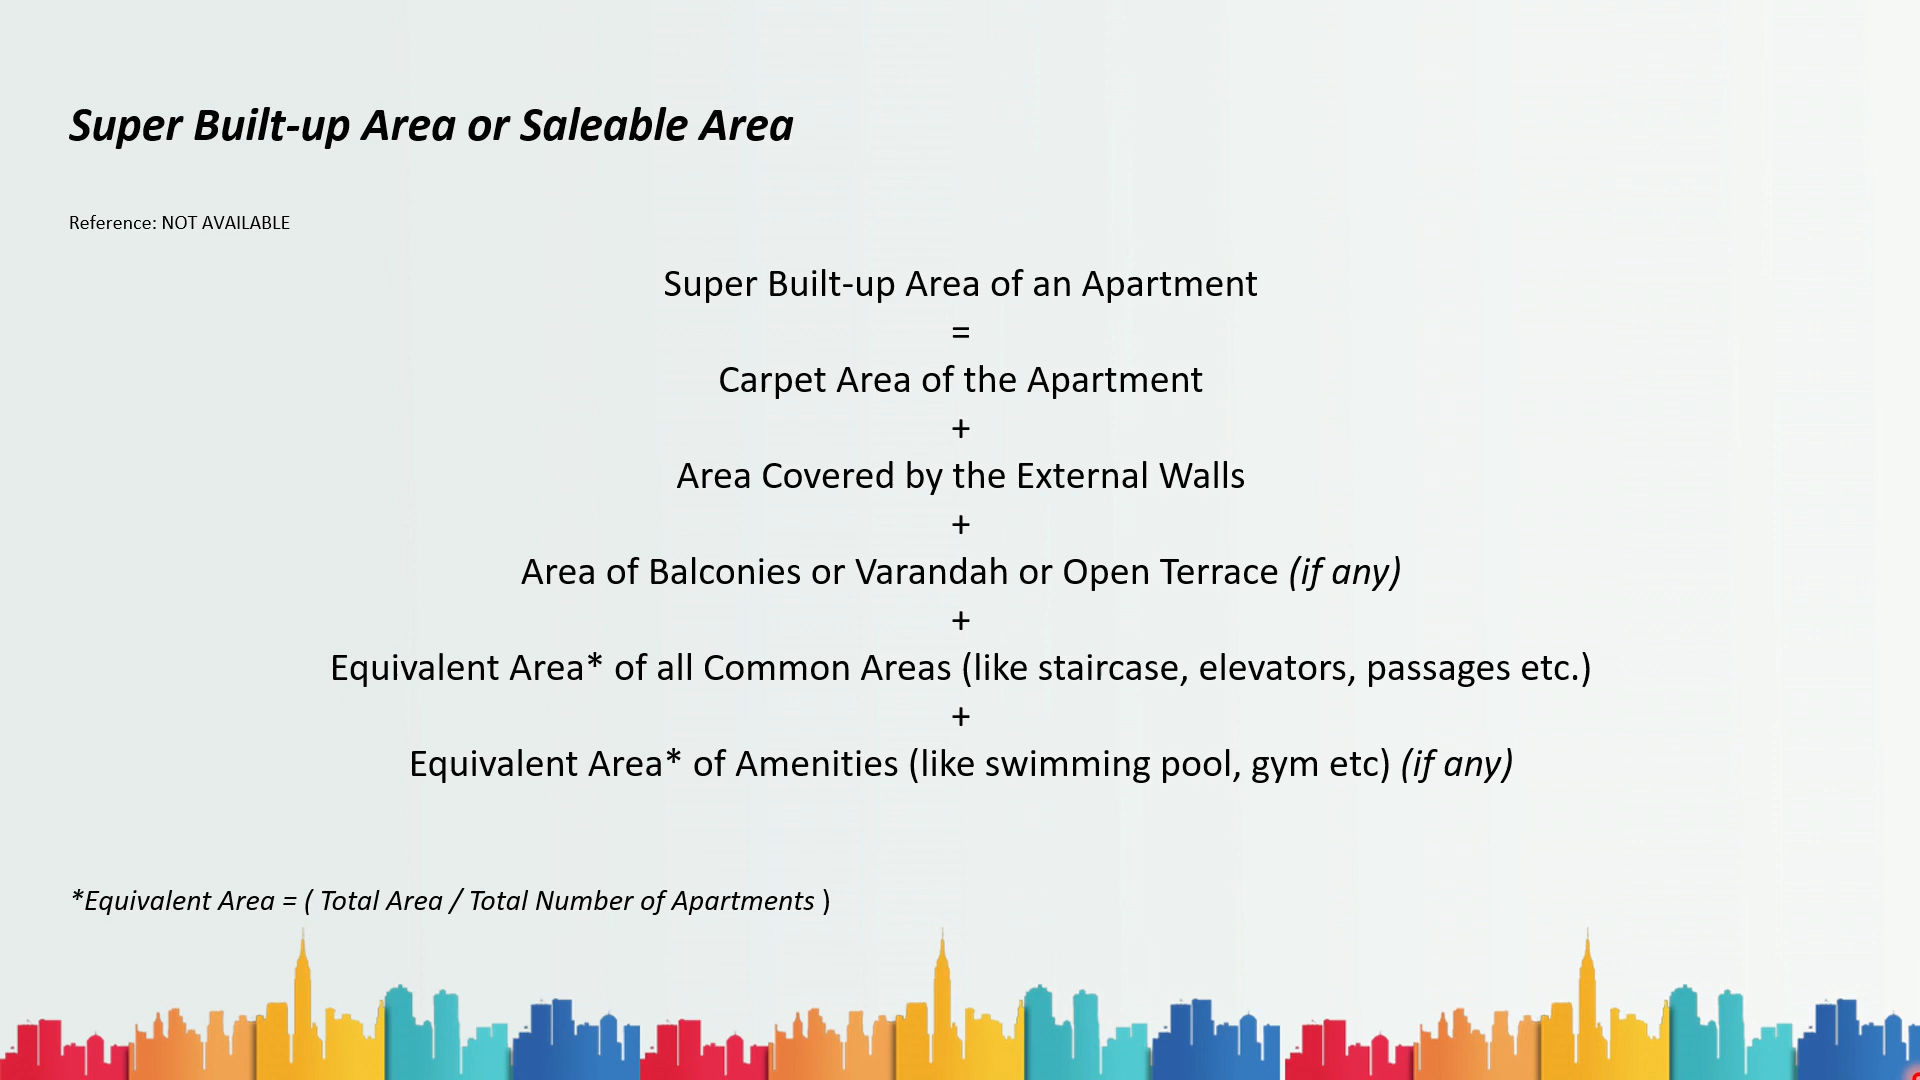 Super Built-up Area or Saleable Area
Reference: NOT AVAILABLE
Super Built-up Area of an Apartment
=
Carpet Area of the Apartment
+
Area Covered by the External Walls
+
Area of Balconies or Varandah or Open Terrace (if any)
+
Equivalent Area* of all Common Areas (like staircase, elevators, passages etc.)
+
Equivalent Area* of Amenities (like swimming pool, gym etc) (if any)
*Equivalent Area = ( Total Area / Total Number of Apartments )